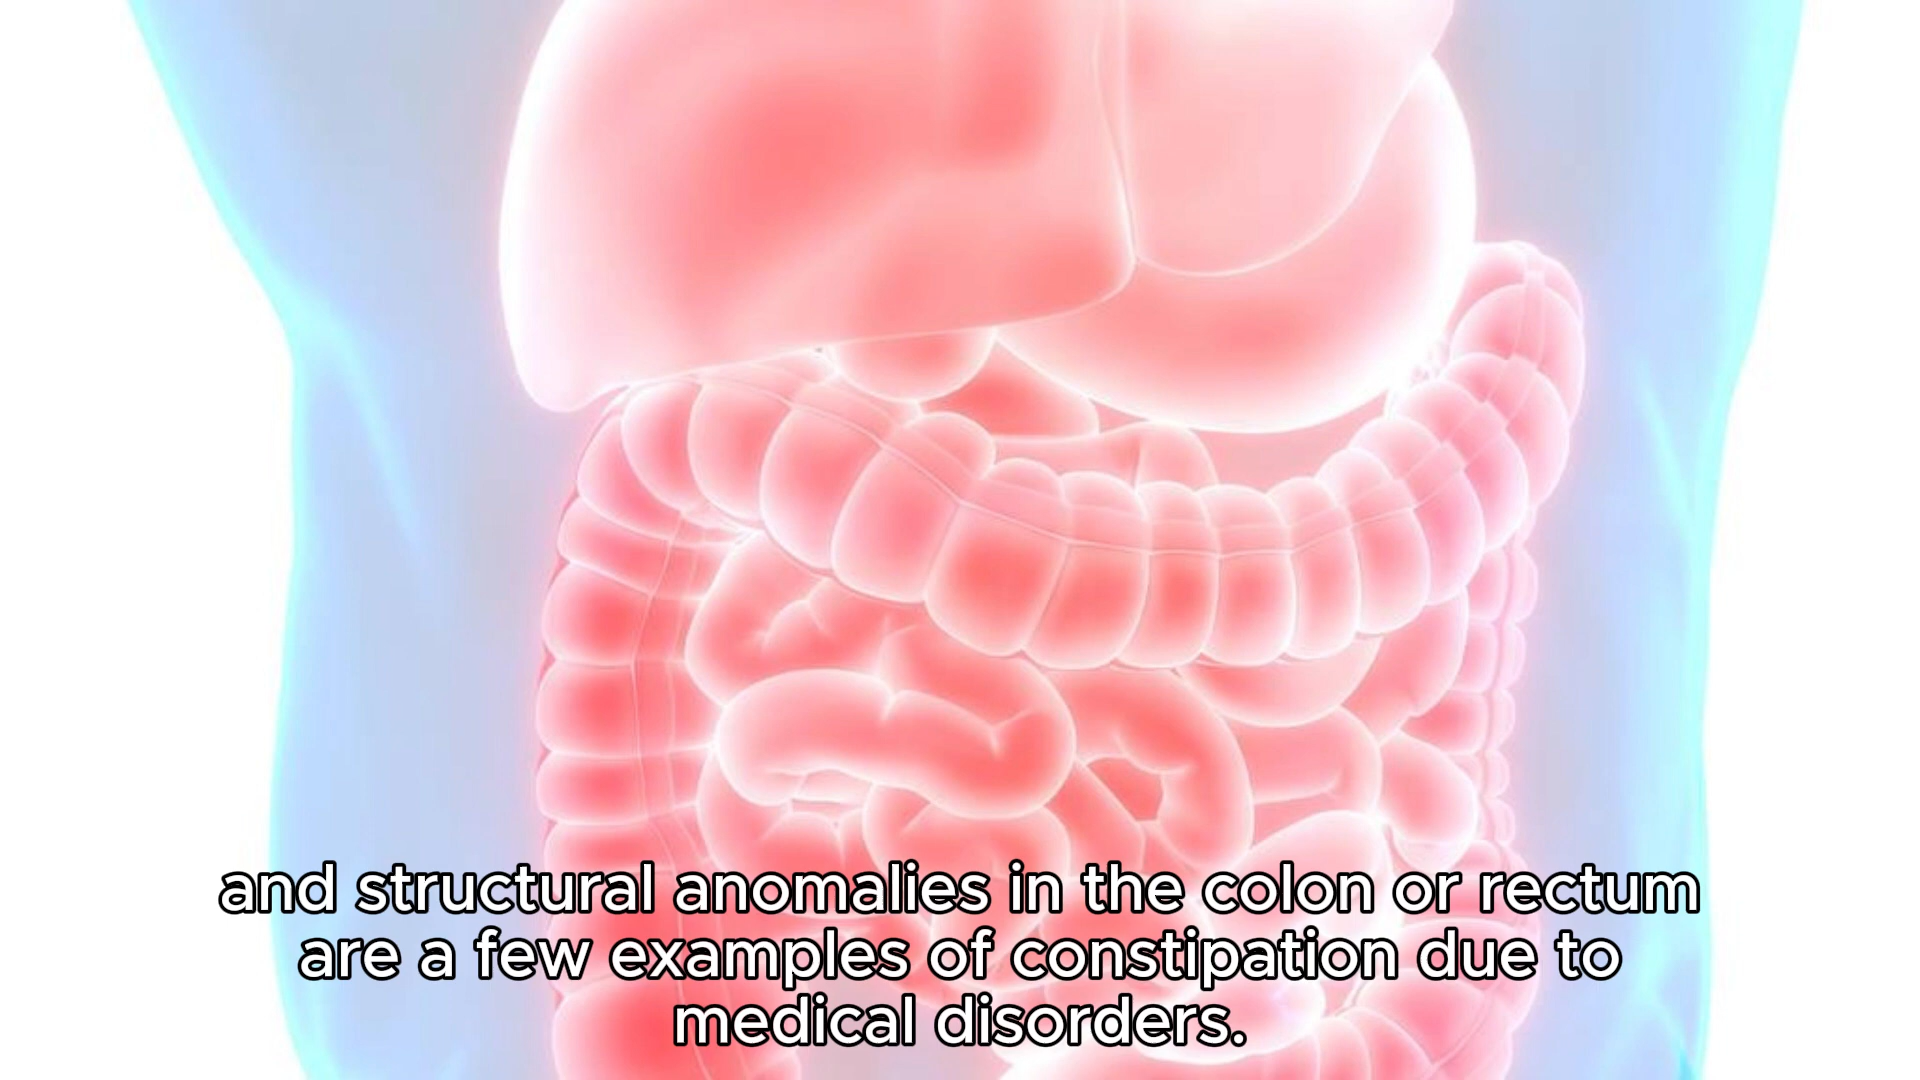 and structural anomalies in the colon or rectum
are a few examples of constipation due to
medical disorders.